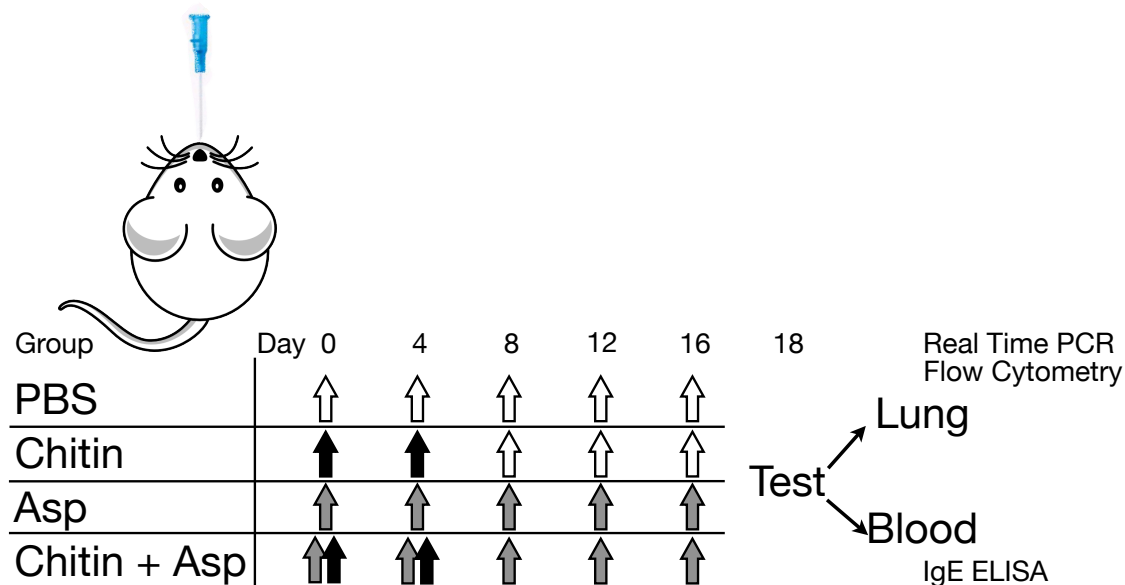 Group Day 0 4 8 12 16 18 Real Time PCR
Flow Cytometry
PBS
Lung
Chitin
Test
Asp
Blood
Chitin + Asp
IgE ELISA